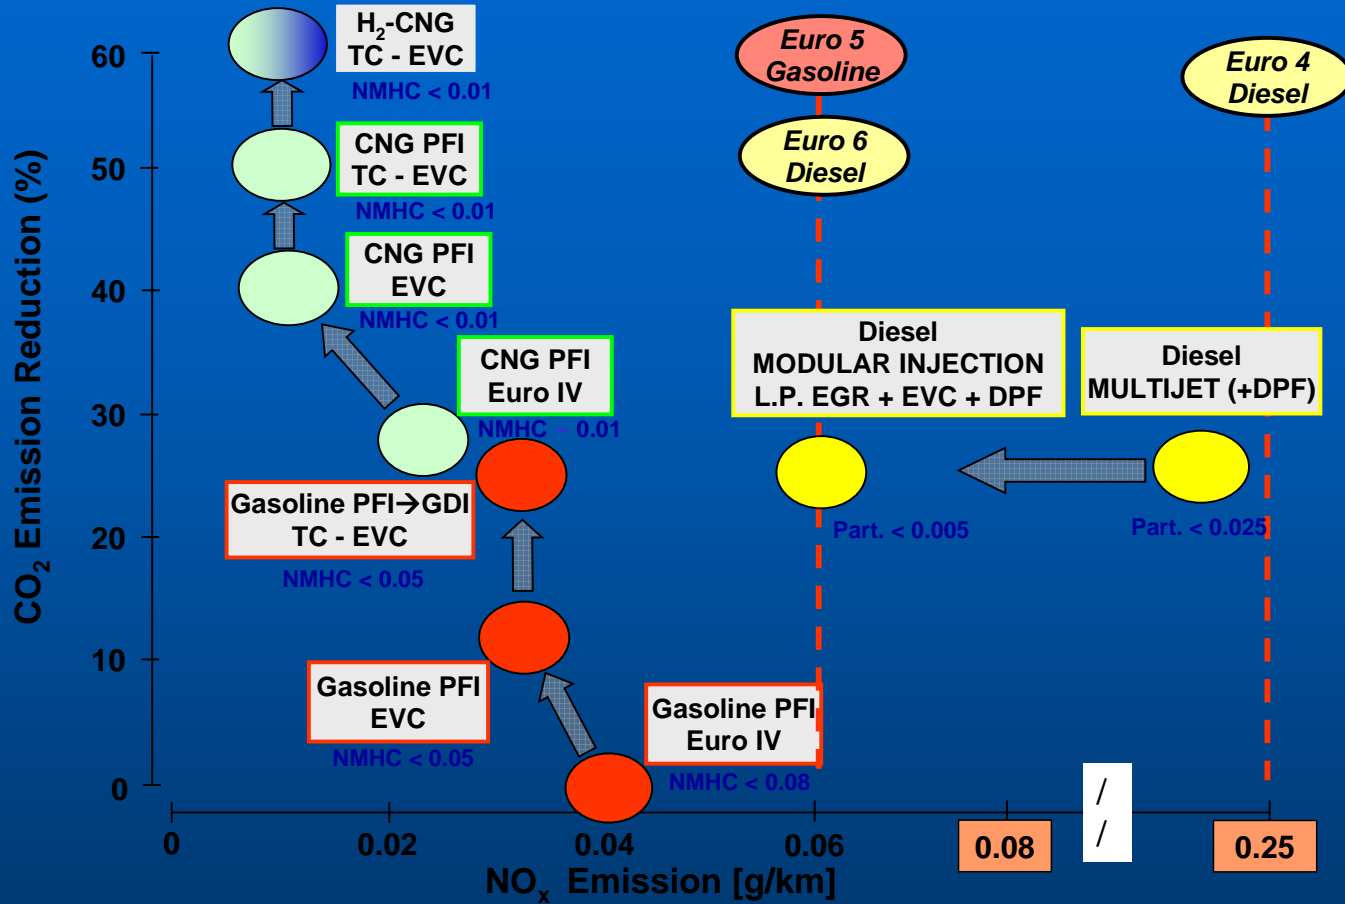 H2-CNG
TC - EVC
NMHC < 0.01
Euro 5
Gasoline
Euro 4
Diesel
60
CNG PFI
TC - EVC
NMHC < 0.01
Euro 6
Diesel
50
CNG PFI
EVC
NMHC < 0.01
40
CNG PFI
Euro IV
NMHC ~ 0.01
Diesel
MODULAR INJECTION
L.P. EGR + EVC + DPF
Diesel
MULTIJET (+DPF)
30
Gasoline PFI→GDI
TC - EVC
NMHC < 0.05
Part. < 0.005
Part. < 0.025
20
Gasoline PFI
EVC
NMHC < 0.05
10
Gasoline PFI
Euro IV
NMHC < 0.08
0
CO2 Emission Reduction (%)
/
/
0
0.02
0.04
0.06
0.08
0.25
NOx Emission [g/km]